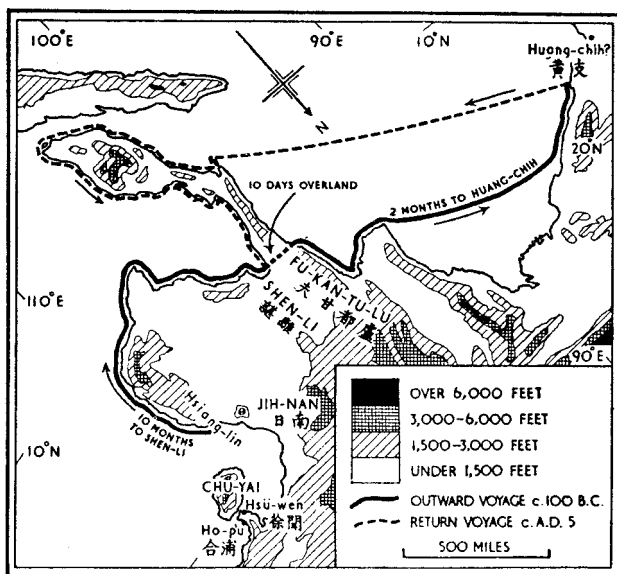 100°E
90°E
10°N
Huang-chih?
黄支
N
20°N
10 DAYS OVERLAND
2 MONTHS TO HUANG-CHIH
FU-KAN-TU-LU
夫甘都盧
SHEN-LI
諶離
110°E
90°E
10 MONTHS
TO SHEN-LI
Hsiang-lin
JIH-NAN
日南
10°N
CHU-YAI
Hsü-wen
徐聞
Ho-pu
合浦
OVER 6,000 FEET
3,000–6,000 FEET
1,500–3,000 FEET
UNDER 1,500 FEET
OUTWARD VOYAGE c.100 B.C.
RETURN VOYAGE c.A.D. 5
500 MILES